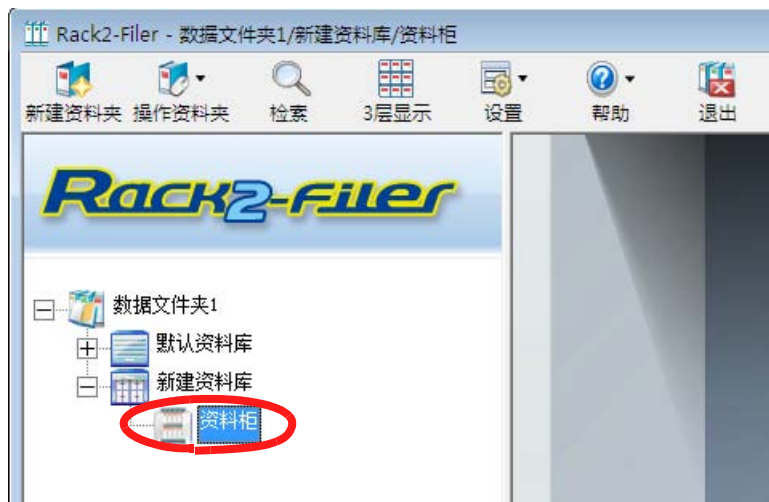 Rack2-Filer - 数据文件夹1/新建资料库/资料柜
新建资料夹 操作资料夹 检索 3层显示 设置 帮助 退出
Rack2-Filer
数据文件夹1
默认资料库
新建资料库
资料柜